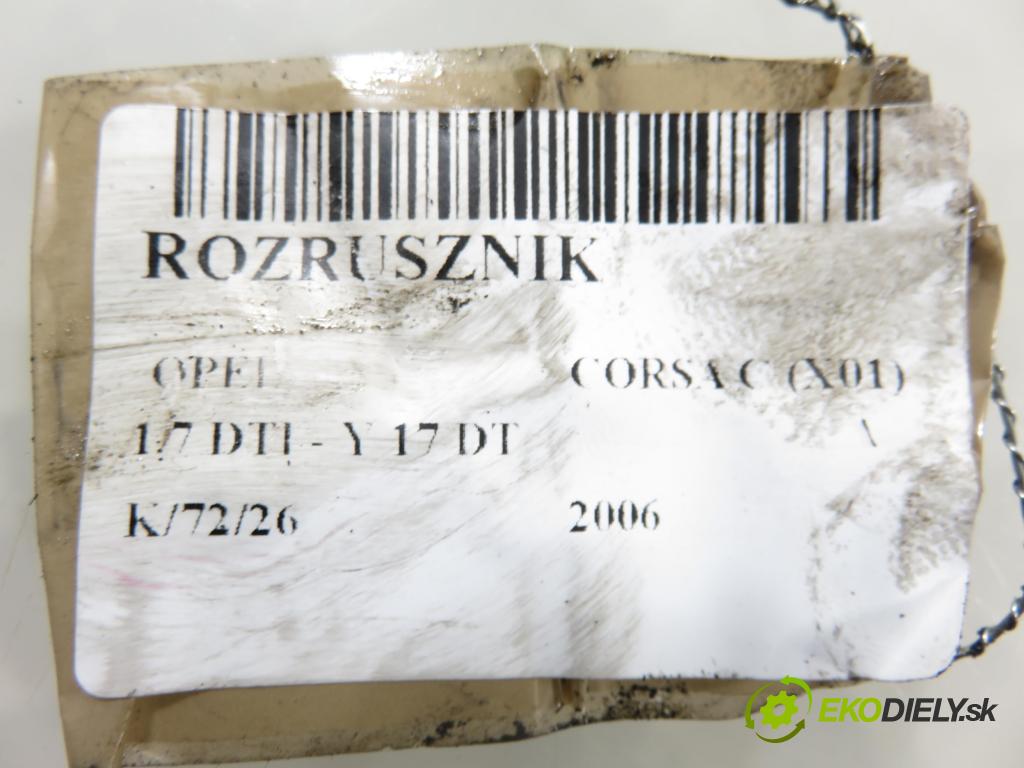 ROZRUSZNIK
OPEL CORSA C (X01)
1.7 DTI - Y 17 DT
K/72/26 2006
EKODIELY.sk